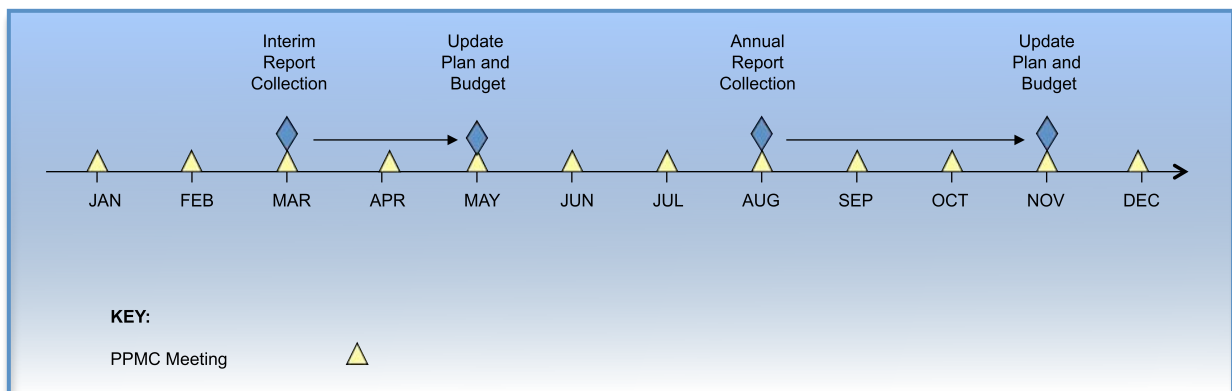 Interim
Report
Collection
Update
Plan and
Budget
Annual
Report
Collection
Update
Plan and
Budget
JAN FEB MAR APR MAY JUN JUL AUG SEP OCT NOV DEC
KEY:
PPMC Meeting